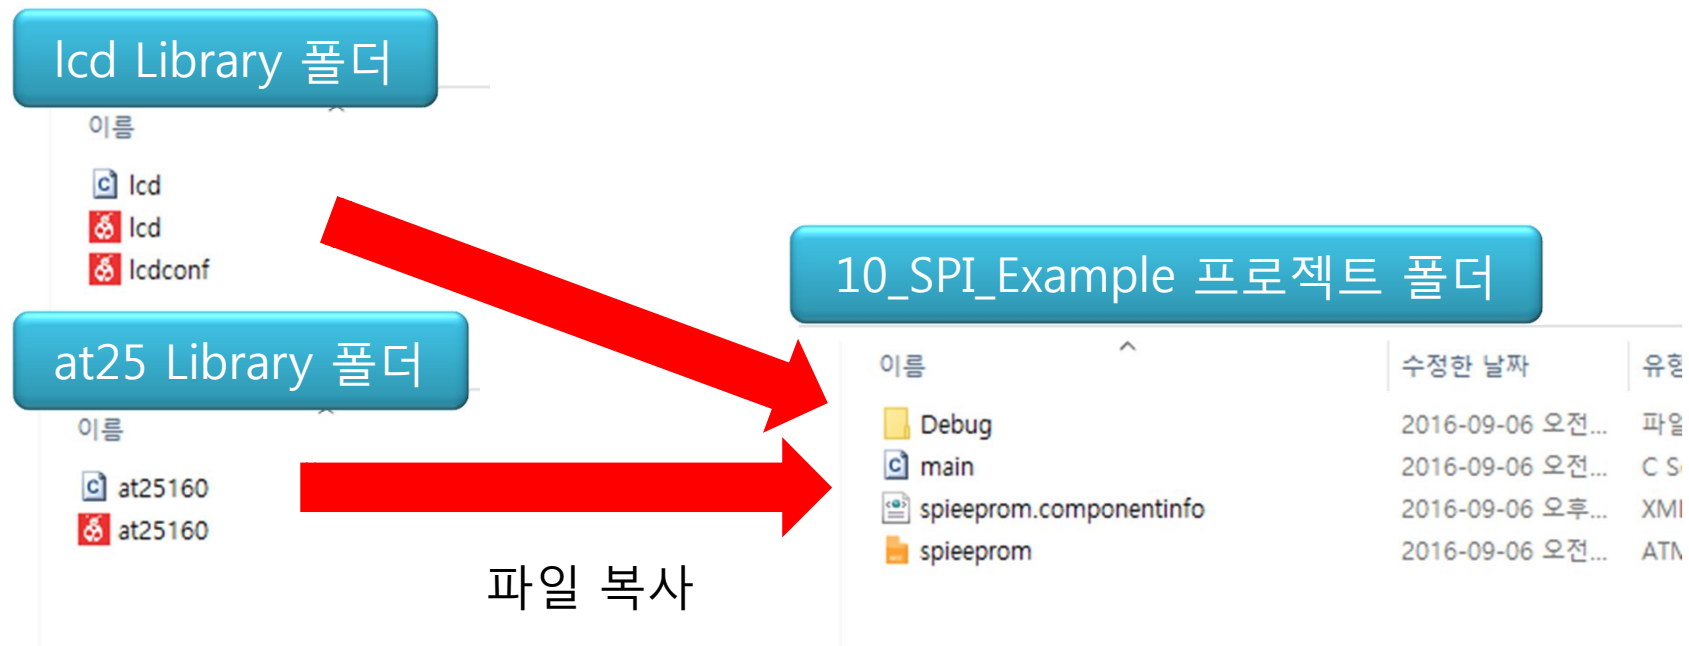 lcd Library 폴더
이름
lcd
lcd
lcdconf
at25 Library 폴더
이름
at25160
at25160
파일 복사
10_SPI_Example 프로젝트 폴더
이름 수정한 날짜
Debug 2016-09-06 오전...
main 2016-09-06 오전... C
spieeprom.componentinfo 2016-09-06 오후...
spieeprom 2016-09-06 오전...